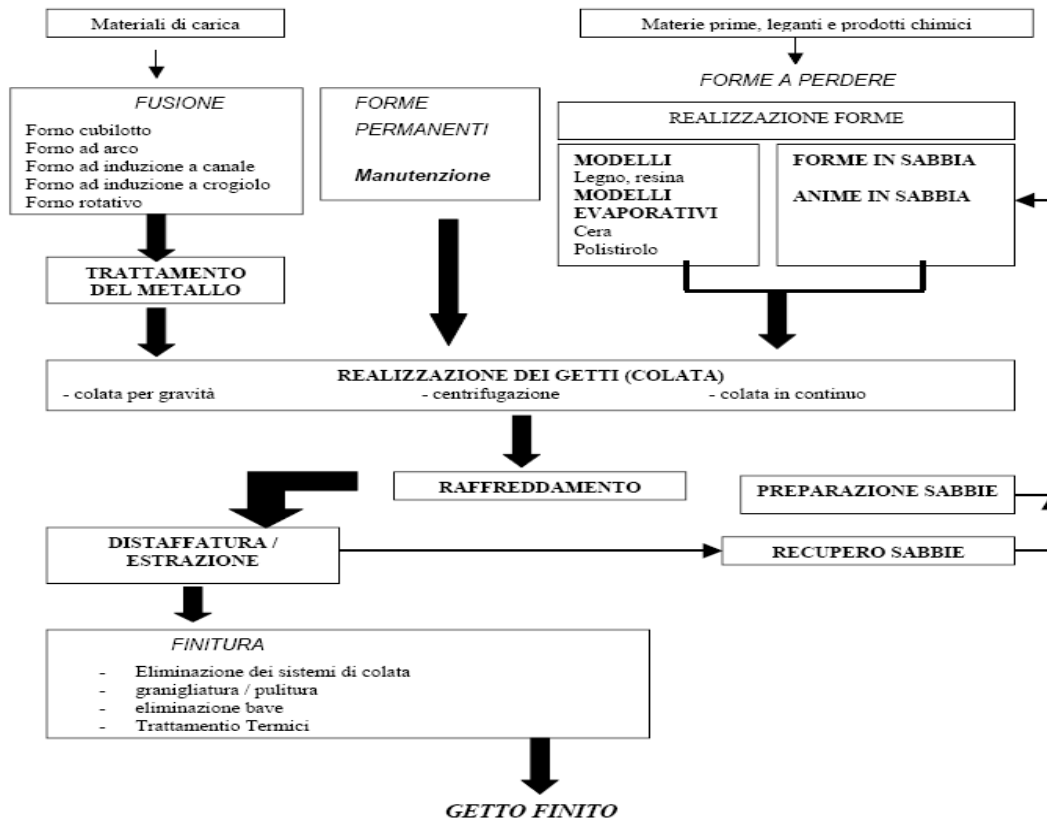 Materiali di carica
Materie prime, leganti e prodotti chimici
FUSIONE
Forno cubilotto
Forno ad arco
Forno ad induzione a canale
Forno ad induzione a crogiolo
Forno rotativo
FORME
PERMANENTI
Manutenzione
FORME A PERDERE
REALIZZAZIONE FORME
MODELLI
Legno, resina
MODELLI
EVAPORATIVI
Cera
Polistirolo
FORME IN SABBIA
ANIME IN SABBIA
TRATTAMENTO
DEL METALLO
REALIZZAZIONE DEI GETTI (COLATA)
- colata per gravità - centrifugazione - colata in continuo
RAFFREDDAMENTO
PREPARAZIONE SABBIE
DISTAFFATURA /
ESTRAZIONE
RECUPERO SABBIE
FINITURA
- Eliminazione dei sistemi di colata
- granigliatura / pulitura
- eliminazione bave
- Trattamentio Termici
GETTO FINITO